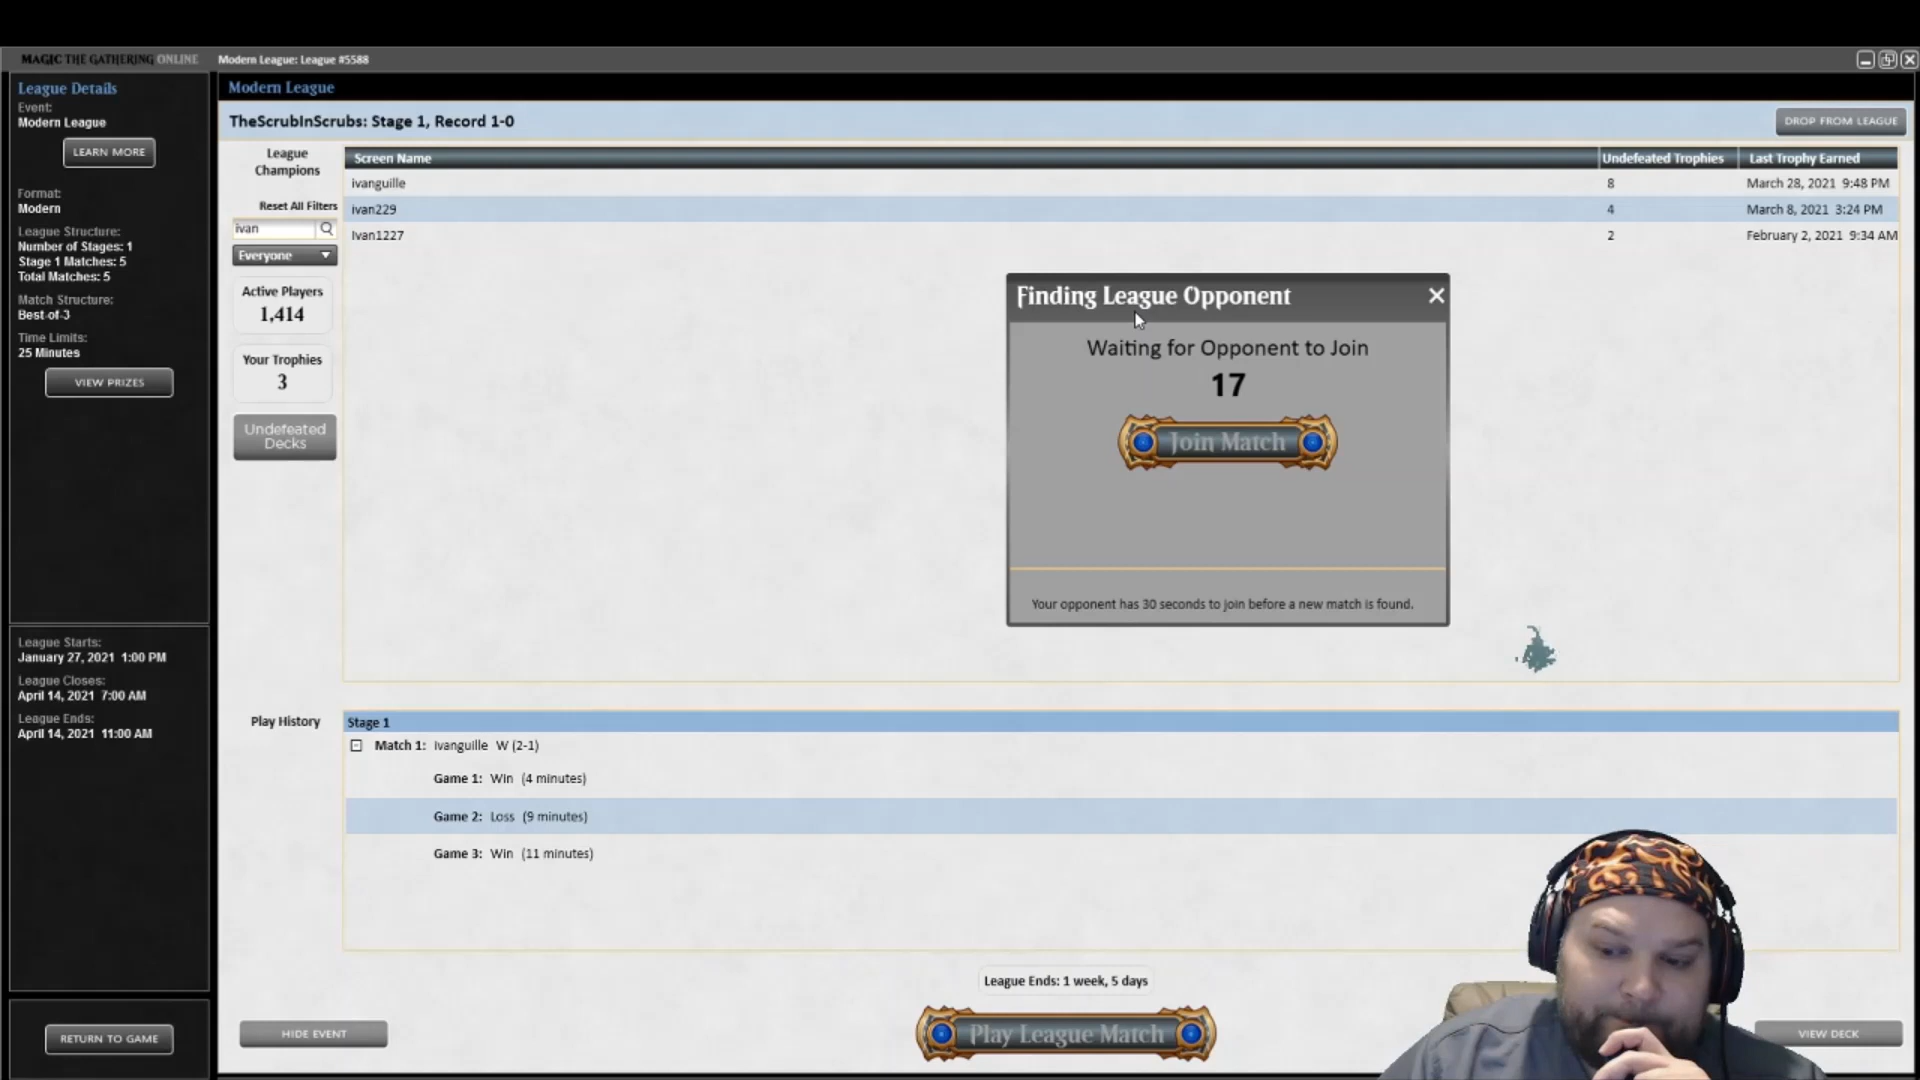 MAGIC THE GATHERING ONLINE
Modern League: League #5588
League Details
Event:
Modern League
LEARN MORE
Format:
Modern
League Structure:
Number of Stages: 1
Stage 1 Matches: 5
Total Matches: 5
Match Structure:
Best-of-3
Time Limits:
25 Minutes
VIEW PRIZES
League Starts:
January 27, 2021 1:00 PM
League Closes:
April 14, 2021 7:00 AM
League Ends:
April 14, 2021 11:00 AM
RETURN TO GAME
Modern League
TheScrubInScrubs: Stage 1, Record 1-0
DROP FROM LEAGUE
League
Champions
Reset All Filters
ivan
Everyone
Active Players
1,414
Your Trophies
3
Undefeated
Decks
Screen Name Undefeated Trophies Last Trophy Earned
ivanguille 8 March 28, 2021 9:48 PM
ivan229 4 March 8, 2021 3:24 PM
Ivan1227 2 February 2, 2021 9:34 AM
Finding League Opponent
Waiting for Opponent to Join
17
Join Match
Your opponent has 30 seconds to join before a new match is found.
Play History
Stage 1
Match 1: ivanguille W (2-1)
Game 1: Win (4 minutes)
Game 2: Loss (9 minutes)
Game 3: Win (11 minutes)
League Ends: 1 week, 5 days
HIDE EVENT
Play League Match
VIEW DECK